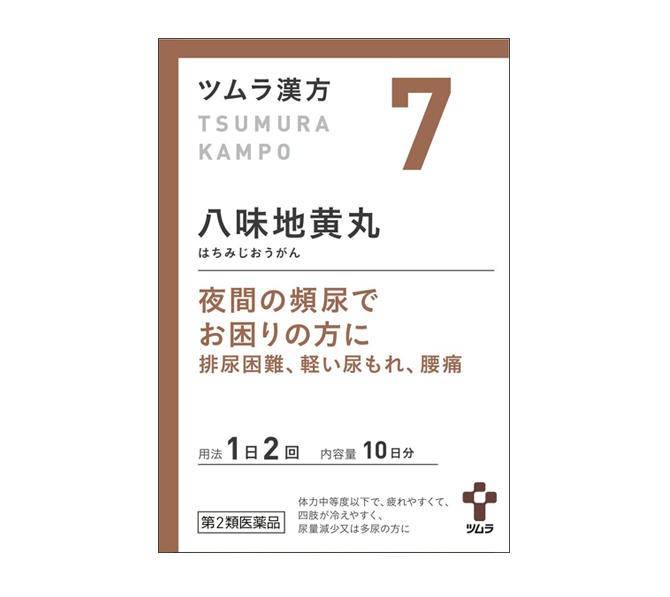 ツムラ漢方
TSUMURA
KAMPO
7
八味地黄丸
はちみじおうがん
夜間の頻尿で
お困りの方に
排尿困難、軽い尿もれ、腰痛
用法 1日2回 内容量 10日分
第2類医薬品
体力中等度以下で、疲れやすくて、
四肢が冷えやすく、
尿量減少又は多尿の方に
ツムラ